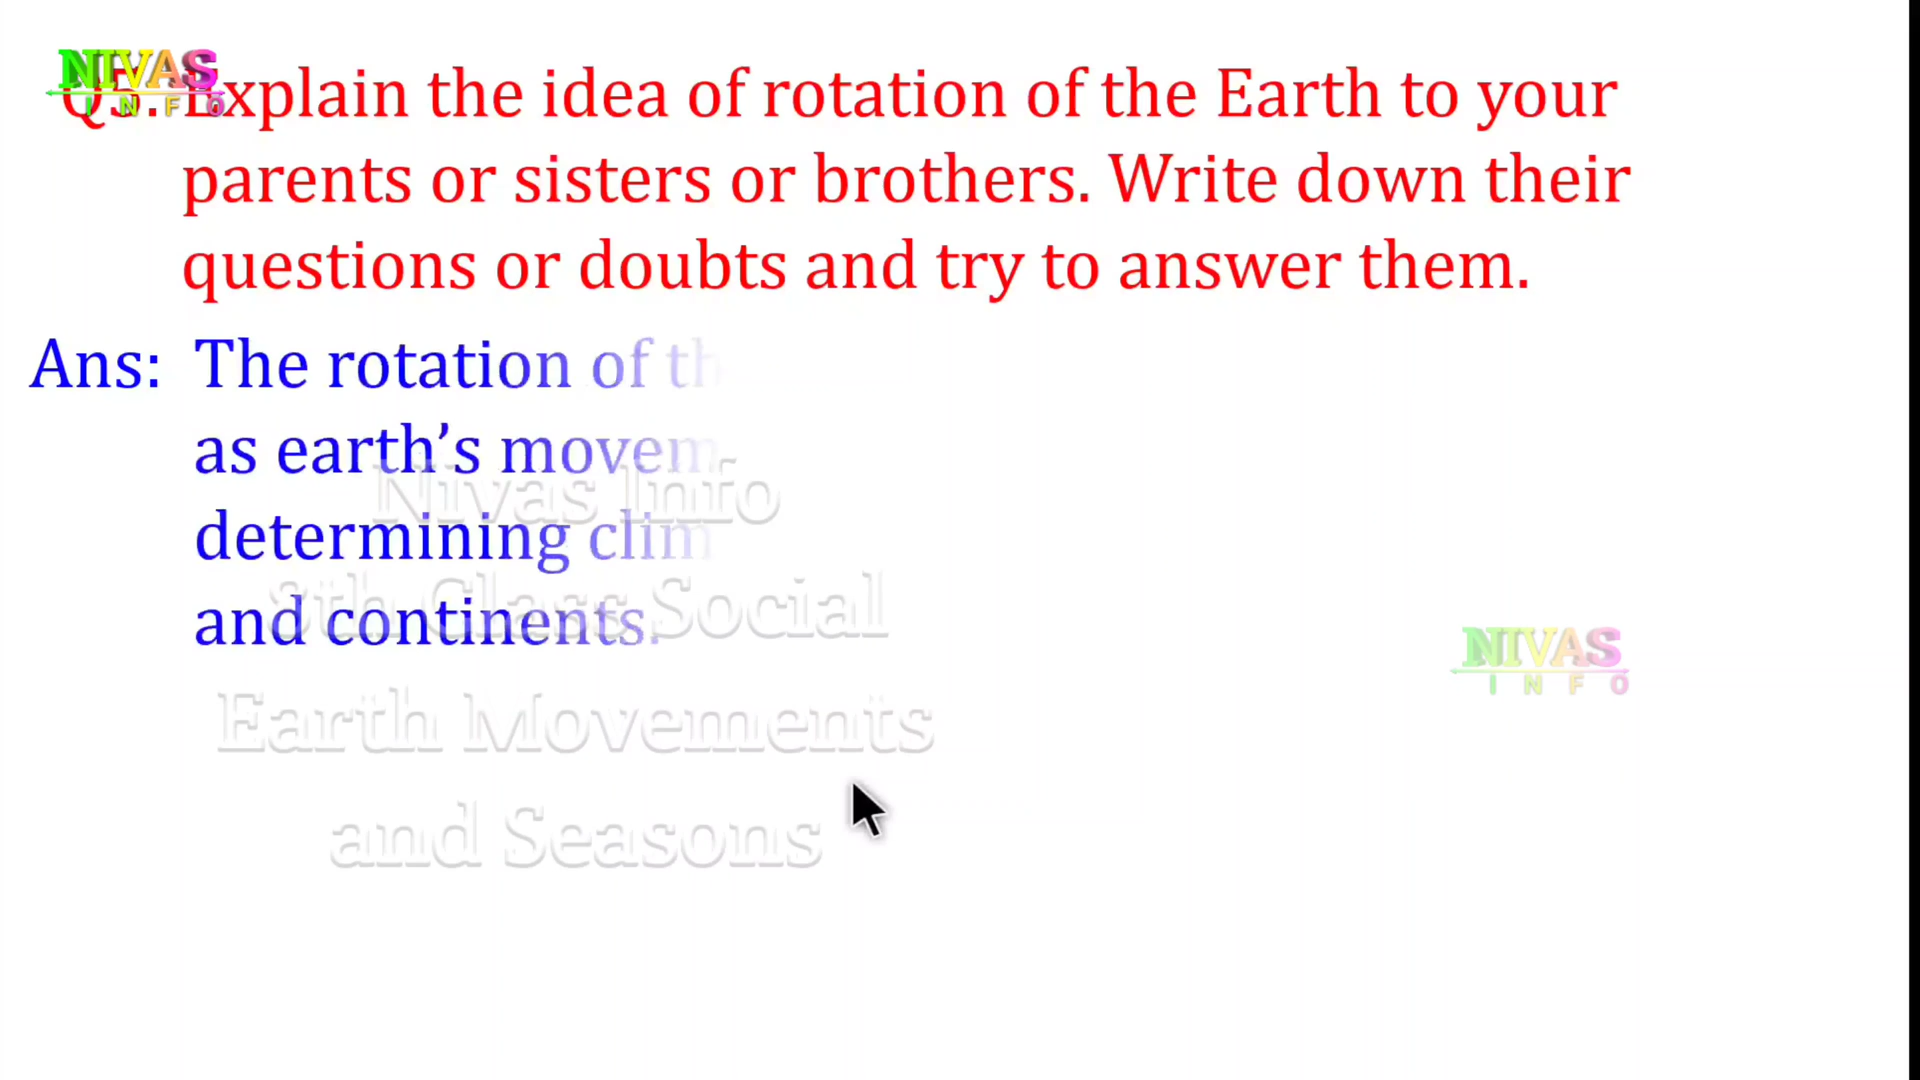 NIVAS
INFO
Q5. Explain the idea of rotation of the Earth to your
parents or sisters or brothers. Write down their
questions or doubts and try to answer them.
Ans: The rotation of
as earth’s
determining
and continents.
Nivas Info
8th Class Social
Earth Movements
and Seasons
NIVAS
INFO